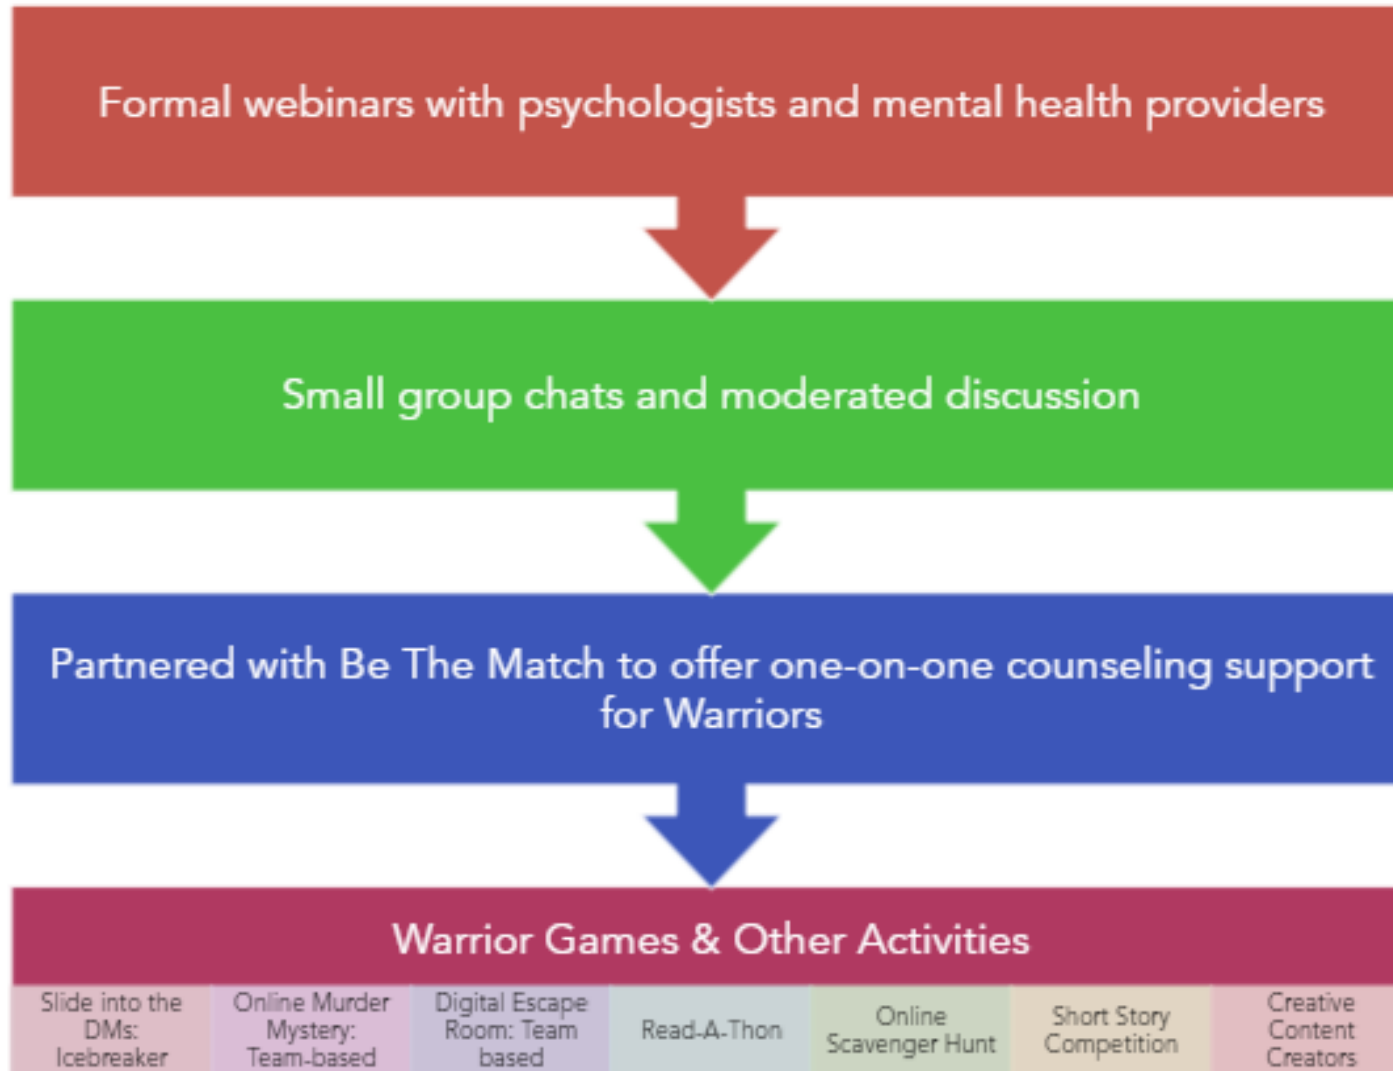 Formal webinars with psychologists and mental health providers
Small group chats and moderated discussion
Partnered with Be The Match to offer one-on-one counseling support
for Warriors
Warrior Games & Other Activities
Slide into the
DMs:
Icebreaker
Online Murder
Mystery:
Team-based
Digital Escape
Room: Team
based
Read-A-Thon
Online
Scavenger Hunt
Short Story
Competition
Creative
Content
Creators